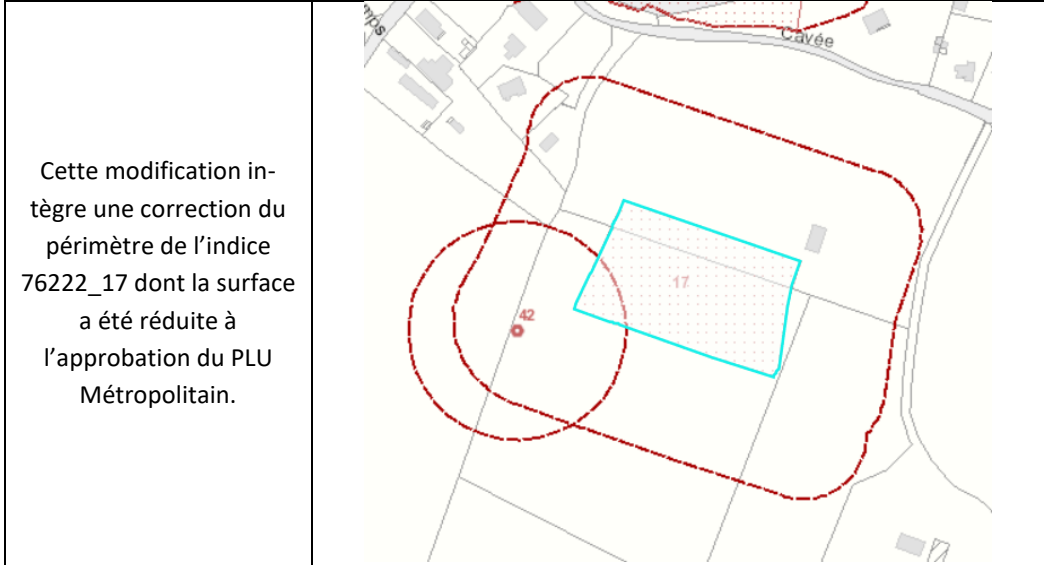 Cette modification in-
tègre une correction du
périmètre de l’indice
76222_17 dont la surface
a été réduite à
l’approbation du PLU
Métropolitain.
mps
Cavée
17
42